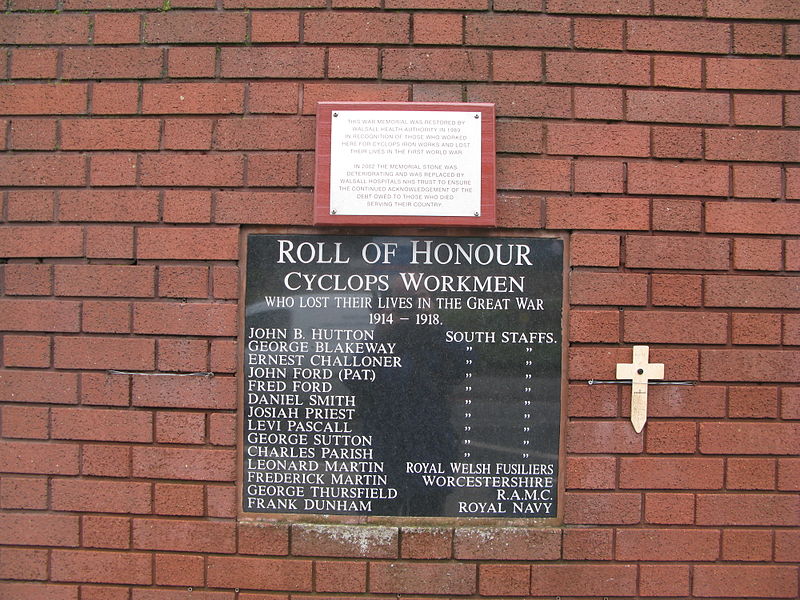 THIS WAR MEMORIAL WAS RESTORED BY
WALSALL HEALTH AUTHORITY IN 1989
IN RECOGNITION OF THOSE WHO WORKED
HERE FOR CYCLOPS IRON WORKS AND LOST
THEIR LIVES IN THE FIRST WORLD WAR.
IN 2002 THE MEMORIAL STONE WAS
DETERIORATING AND WAS REPLACED BY
WALSALL HOSPITALS NHS TRUST TO ENSURE
THE CONTINUED ACKNOWLEDGEMENT OF THE
DEBT OWED TO THOSE WHO DIED
SERVING THEIR COUNTRY.
ROLL OF HONOUR
CYCLOPS WORKMEN
WHO LOST THEIR LIVES IN THE GREAT WAR
1914 – 1918.
JOHN B. HUTTON SOUTH STAFFS.
GEORGE BLAKEWAY " "
ERNEST CHALLONER " "
JOHN FORD (PAT.) " "
FRED FORD " "
DANIEL SMITH " "
JOSIAH PRIEST " "
LEVI PASCALL " "
GEORGE SUTTON " "
CHARLES PARISH " "
LEONARD MARTIN ROYAL WELSH FUSILIERS
FREDERICK MARTIN WORCESTERSHIRE
GEORGE THURSFIELD R.A.M.C.
FRANK DUNHAM ROYAL NAVY